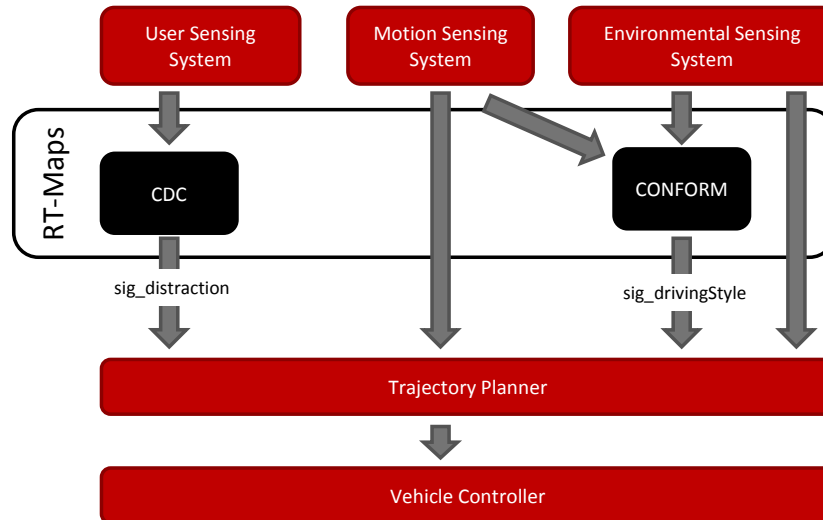 User Sensing
System
Motion Sensing
System
Environmental Sensing
System
RT-Maps
CDC
CONFORM
sig_distraction
sig_drivingStyle
Trajectory Planner
Vehicle Controller